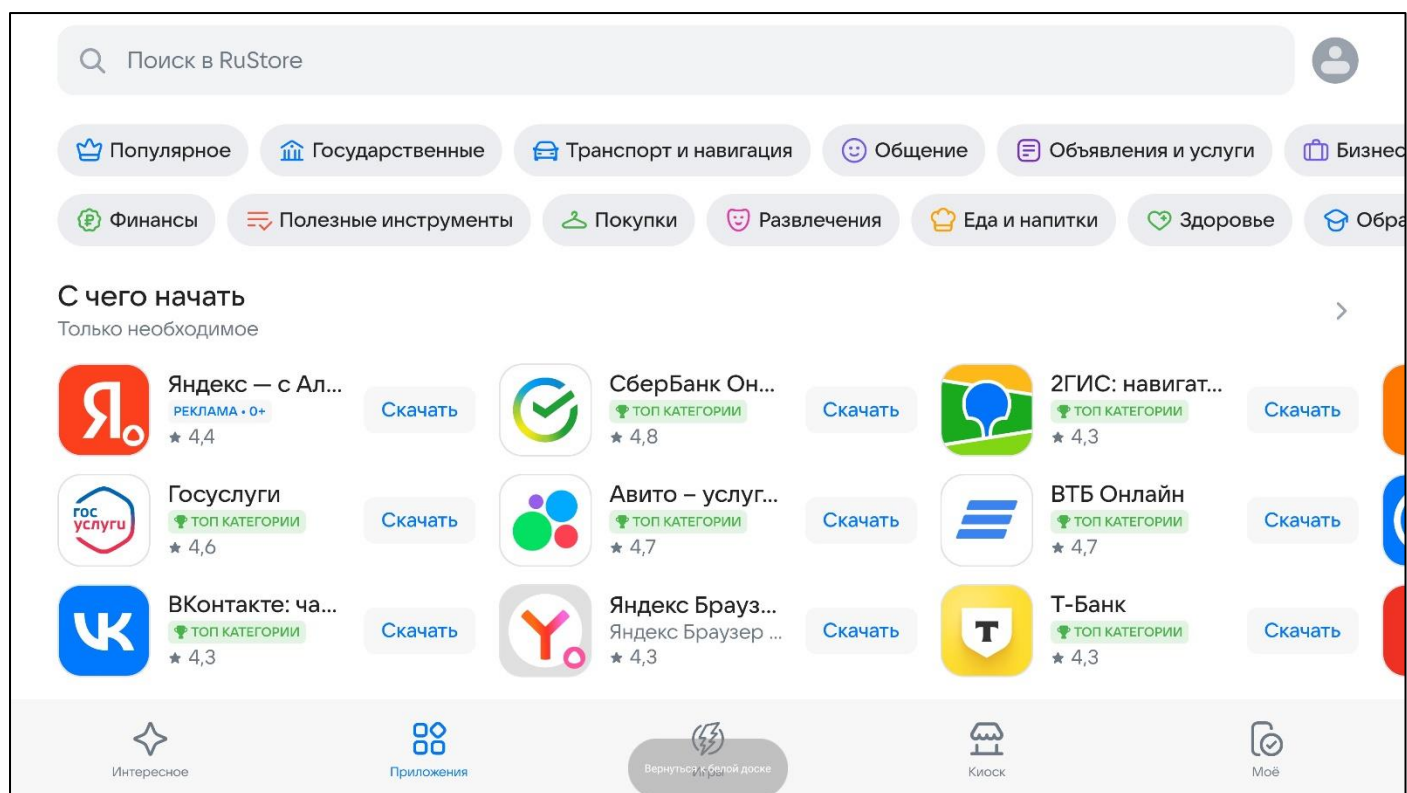 Поиск в RuStore
Популярное Государственные Транспорт и навигация Общение Объявления и услуги Бизнес
Финансы Полезные инструменты Покупки Развлечения Еда и напитки Здоровье Обра
С чего начать
Только необходимое
Яндекс — с Ал...
РЕКЛАМА • 0+
4,4
Скачать
СберБанк Он...
ТОП КАТЕГОРИИ
4,8
Скачать
2ГИС: навигат...
ТОП КАТЕГОРИИ
4,3
Скачать
гос
услуги
Госуслуги
ТОП КАТЕГОРИИ
4,6
Скачать
Авито – услуг...
ТОП КАТЕГОРИИ
4,7
Скачать
ВТБ Онлайн
ТОП КАТЕГОРИИ
4,7
Скачать
ВКонтакте: ча...
ТОП КАТЕГОРИИ
4,3
Скачать
Яндекс Брауз...
Яндекс Браузер ...
4,3
Скачать
Т-Банк
ТОП КАТЕГОРИИ
4,3
Скачать
Интересное Приложения Игры Киоск Моё
Вернуться к белой доске